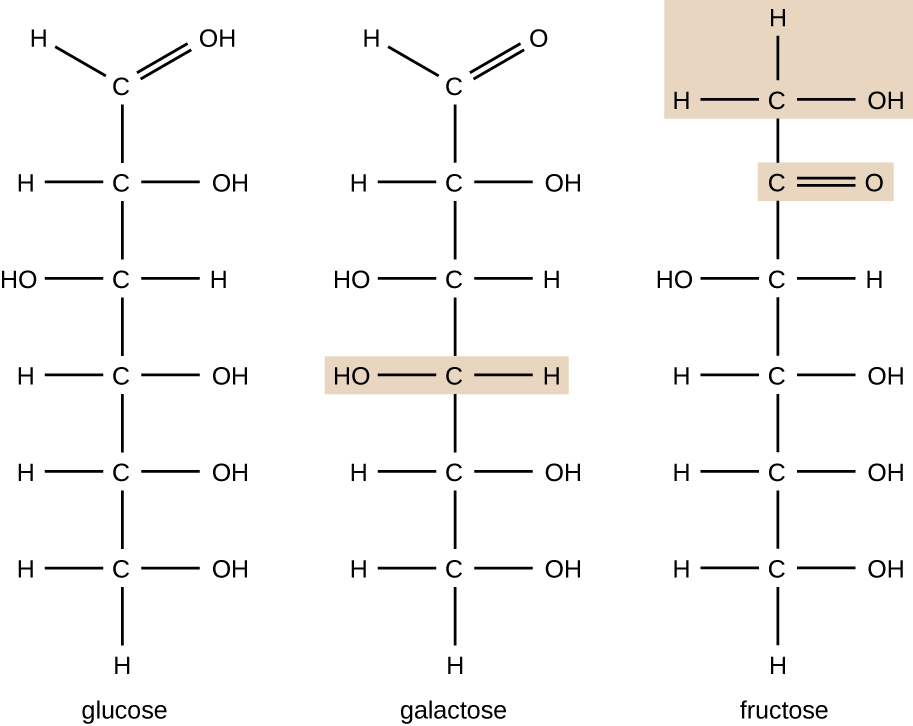 H OH H O H
C C H C OH
H C OH H C OH C O
HO C H HO C H HO C H
H C OH HO C H H C OH
H C OH H C OH H C OH
H C OH H C OH H C OH
H H H
glucose galactose fructose